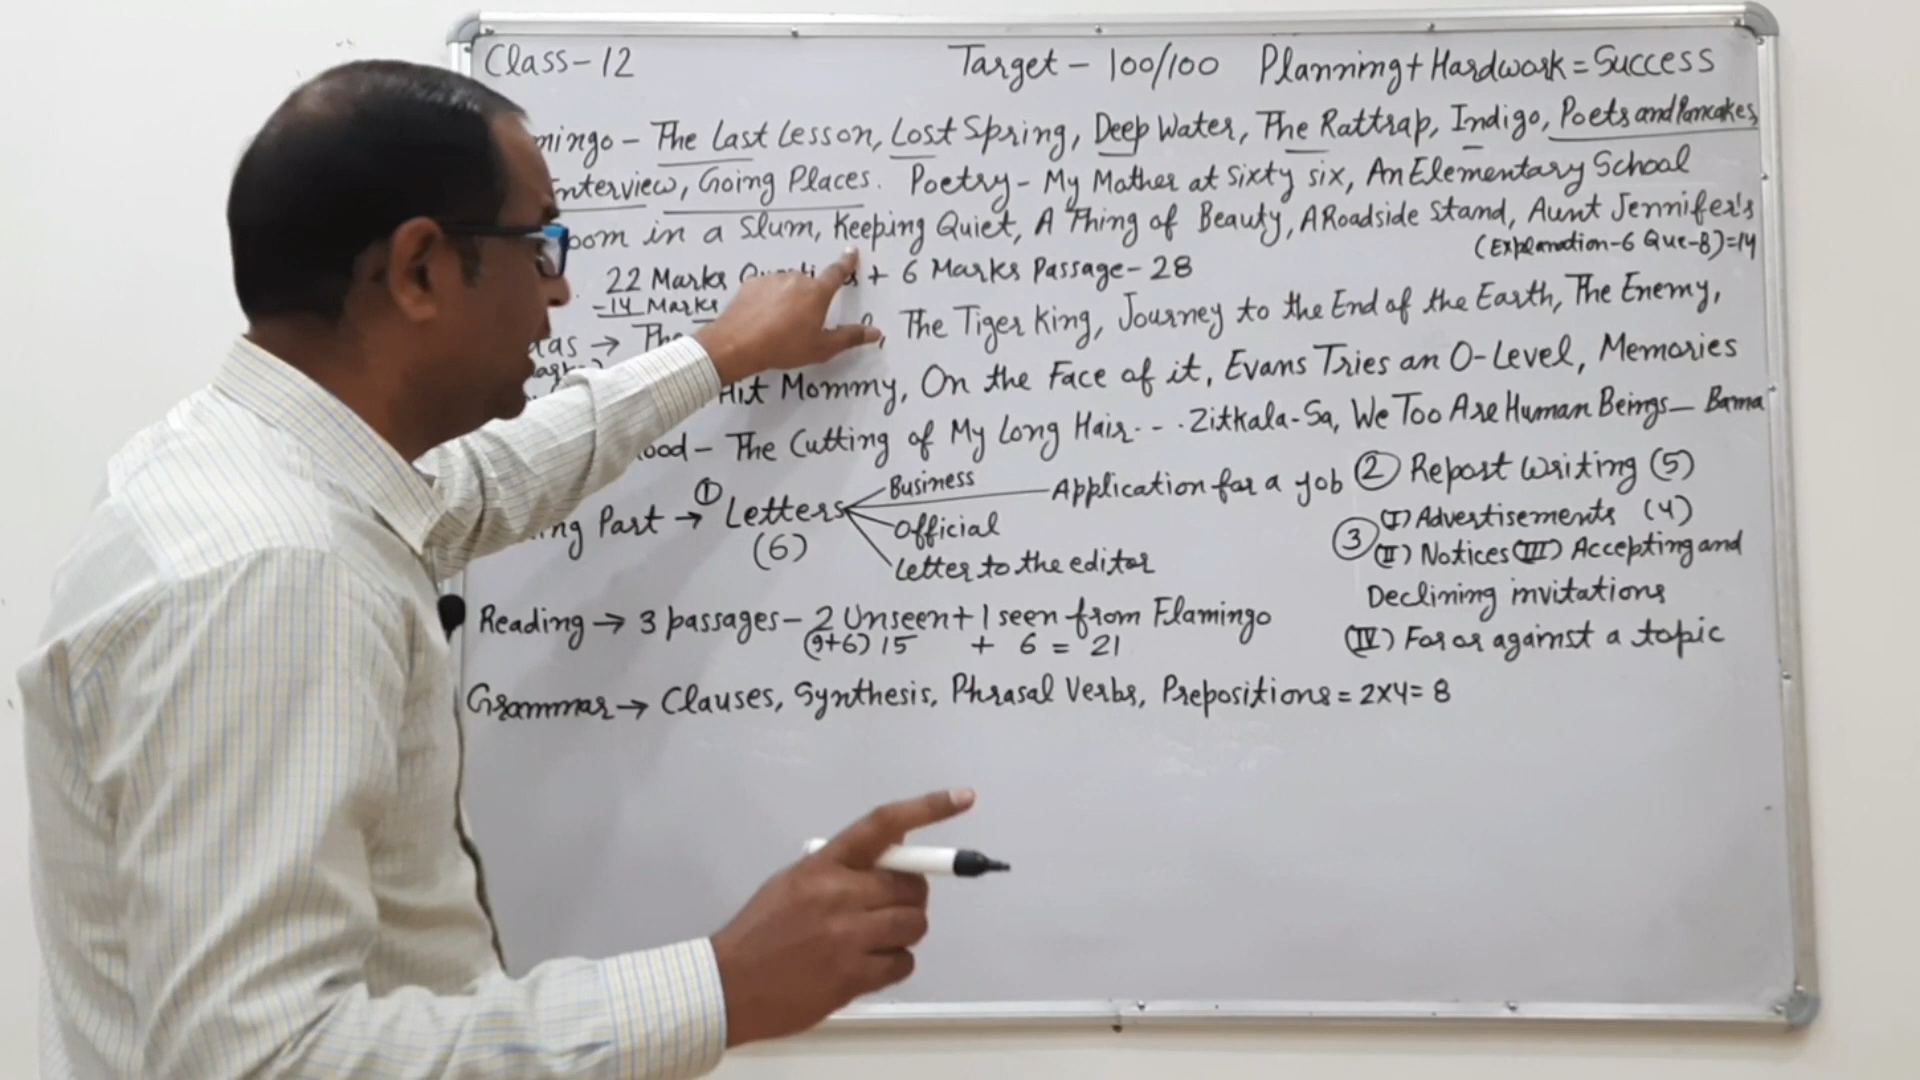 Class-12 Target - 100/100 Planning + Hardwork = Success
mingo - The Last Lesson, Lost Spring, Deep Water, The Rattrap, Indigo, Poets and Pancakes,
Interview, Going Places. Poetry - My Mother at Sixty six, An Elementary School
oom in a Slum, Keeping Quiet, A Thing of Beauty, A Roadside Stand, Aunt Jennifer's
(Explanation-6 Que-8)=14
22 Marks + 6 Marks Passage - 28
-14 Marks
tas → The , The Tiger King, Journey to the End of the Earth, The Enemy,
Hit Mommy, On the Face of it, Evans Tries an O-Level, Memories
ood - The Cutting of My Long Hair - - . Zitkala-Sa, We Too Are Human Beings - Bama
ng Part → ① Letters (6)
Business
Application for a job
Official
Letter to the editor
② Report Writing (5)
③ (I) Advertisements (4)
(II) Notices (III) Accepting and
Declining invitations
(IV) For or against a topic
Reading → 3 passages - 2 Unseen + 1 seen from Flamingo
(9+6) 15 + 6 = 21
Grammar → Clauses, Synthesis, Phrasal Verbs, Prepositions = 2x4= 8